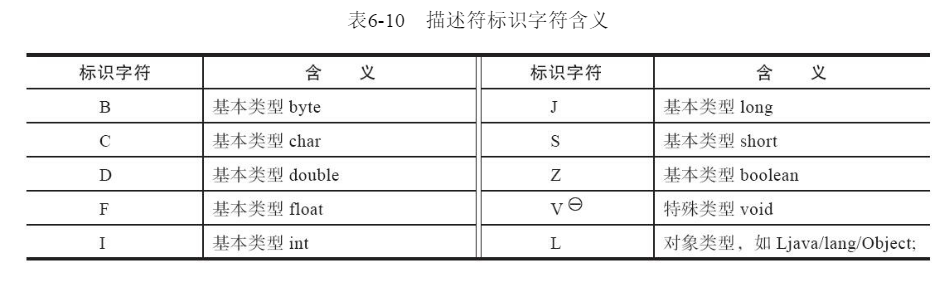 表6-10 描述符标识字符含义
标识字符 含 义 标识字符 含 义
B 基本类型 byte J 基本类型 long
C 基本类型 char S 基本类型 short
D 基本类型 double Z 基本类型 boolean
F 基本类型 float V㊀ 特殊类型 void
I 基本类型 int L 对象类型，如 Ljava/lang/Object;